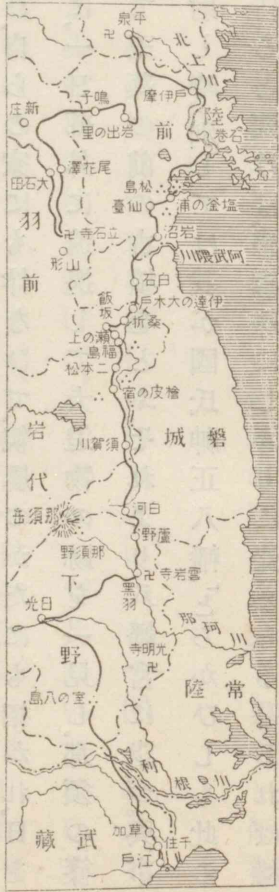 平泉
卍
北上川
戸伊摩
石巻
陸前
鳴子
岩出の里
新庄
尾花澤
大石田
立石寺卍
山形
羽前
松島
仙臺
塩釜の浦
岩沼
阿武隈川
白石
伊達の大木戸
桑折
飯坂
瀬の上
福島
二本松
檜皮の宿
磐城
岩代
須賀川
白河
那須岳
蘆野
那須野
黒羽
雲岩寺卍
那珂川
光明寺
卍
日光
下野
常陸
室の八島
利根川
武蔵
草加
千住
江戸